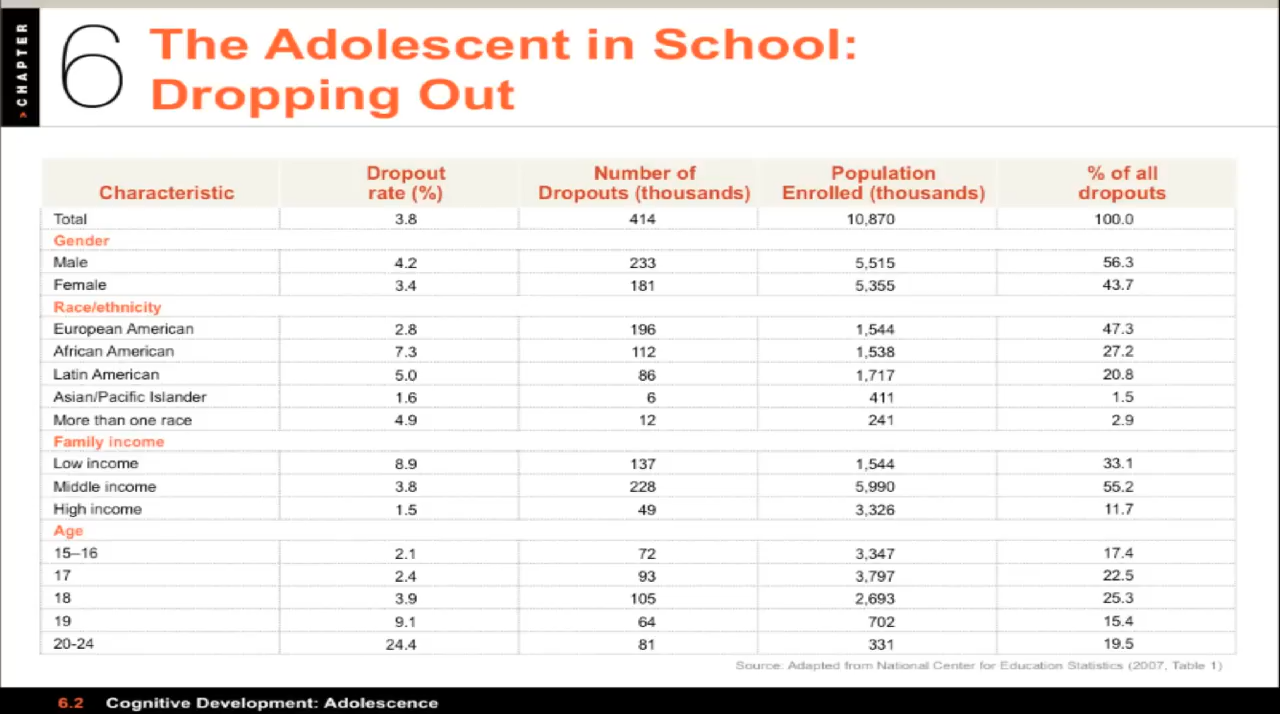 > CHAPTER
6
The Adolescent in School:
Dropping Out
Characteristic Dropout rate (%) Number of Dropouts (thousands) Population Enrolled (thousands) % of all dropouts
Total 3.8 414 10,870 100.0
Gender
Male 4.2 233 5,515 56.3
Female 3.4 181 5,355 43.7
Race/ethnicity
European American 2.8 196 1,544 47.3
African American 7.3 112 1,538 27.2
Latin American 5.0 86 1,717 20.8
Asian/Pacific Islander 1.6 6 411 1.5
More than one race 4.9 12 241 2.9
Family income
Low income 8.9 137 1,544 33.1
Middle income 3.8 228 5,990 55.2
High income 1.5 49 3,326 11.7
Age
15–16 2.1 72 3,347 17.4
17 2.4 93 3,797 22.5
18 3.9 105 2,693 25.3
19 9.1 64 702 15.4
20-24 24.4 81 331 19.5
Source: Adapted from National Center for Education Statistics (2007, Table 1)
6.2 Cognitive Development: Adolescence